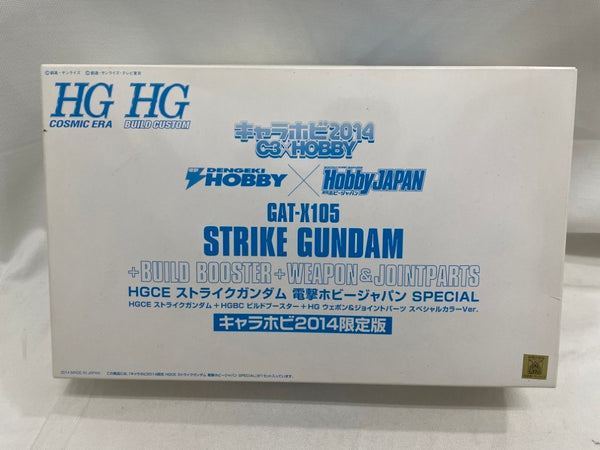 ©創通・サンライズ ©創通・サンライズ・テレビ東京
HG HG
COSMIC ERA BUILD CUSTOM
キャラホビ2014
C3×HOBBY
DENGEKI HOBBY × HobbyJAPAN
GAT-X105
STRIKE GUNDAM
+BUILD BOOSTER+WEAPON&JOINTPARTS
HGCE ストライクガンダム 電撃ホビージャパン SPECIAL
HGCE ストライクガンダム+HGBC ビルドブースター+HG ウェポン&ジョイントパーツ スペシャルカラーVer.
キャラホビ2014限定版
2014 MADE IN JAPAN